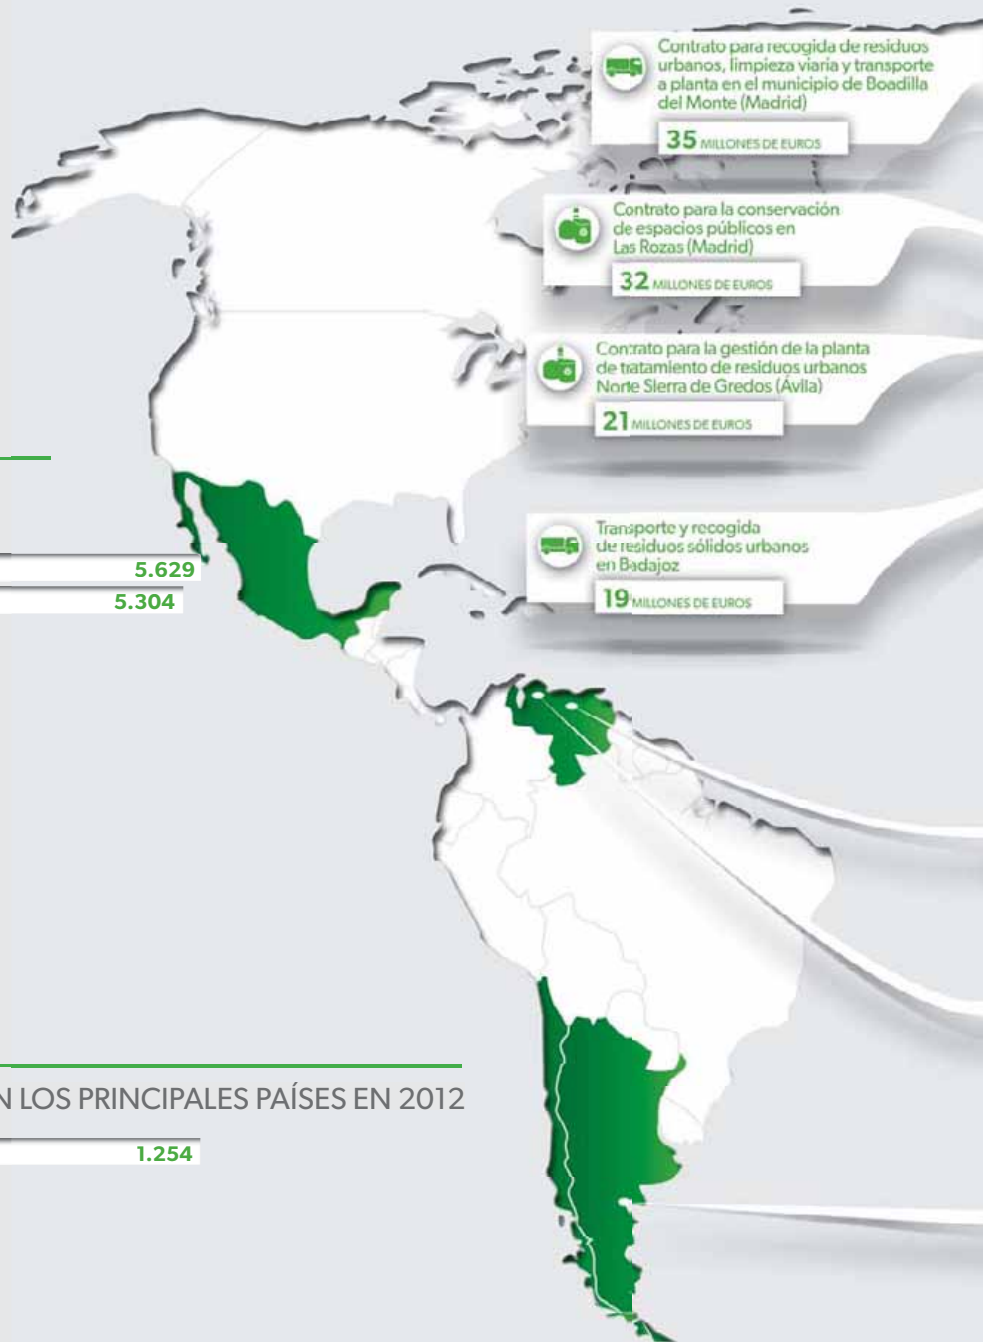 Contrato para recogida de residuos
urbanos, limpieza viaria y transporte
a planta en el municipio de Boadilla
del Monte (Madrid)
35 MILLONES DE EUROS
Contrato para la conservación
de espacios públicos en
Las Rozas (Madrid)
32 MILLONES DE EUROS
Contrato para la gestión de la planta
de tratamiento de residuos urbanos
Norte Sierra de Gredos (Ávila)
21 MILLONES DE EUROS
Transporte y recogida
de residuos sólidos urbanos
en Badajoz
19 MILLONES DE EUROS
5.629
5.304
N LOS PRINCIPALES PAÍSES EN 2012
1.254